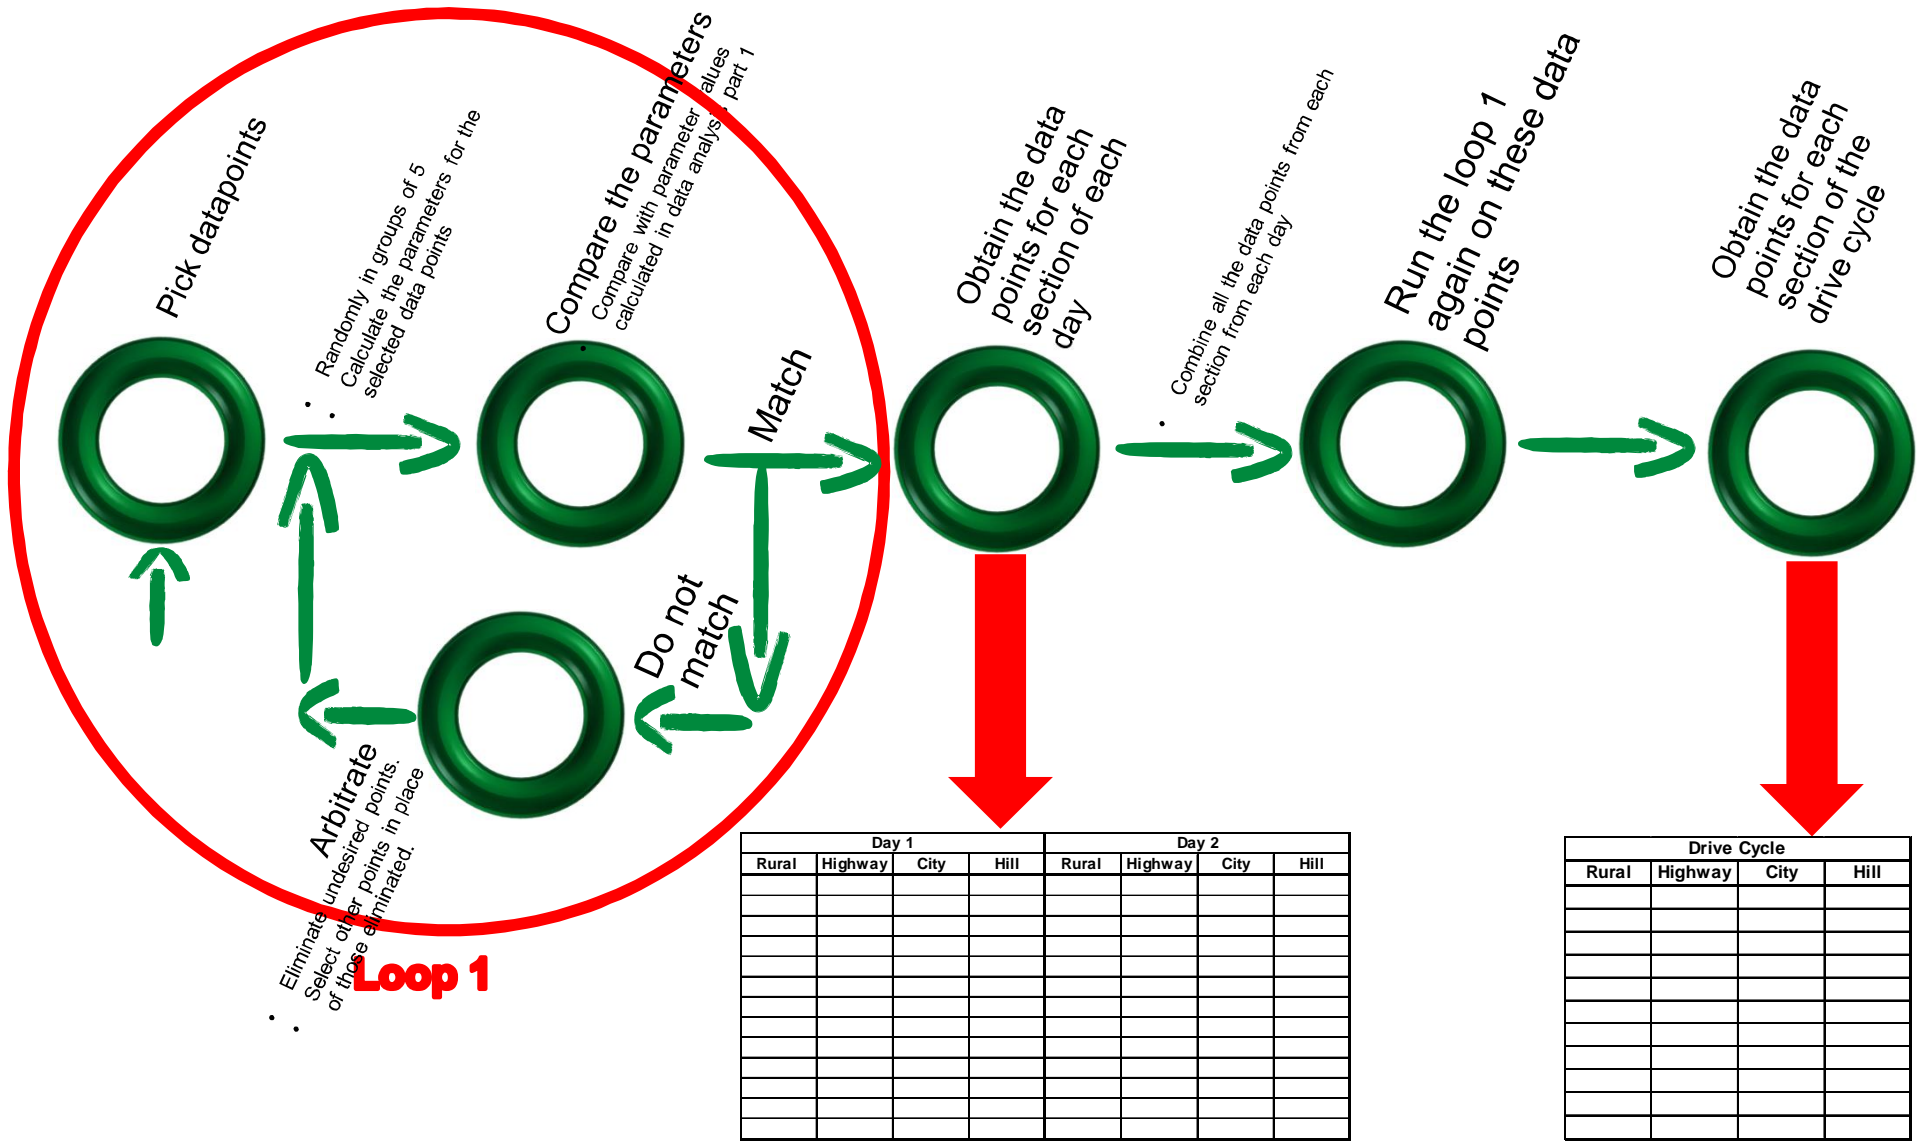 Pick datapoints
• Randomly in groups of 5
• Calculate the parameters for the
selected data points
Compare the parameters
• Compare with parameter values
calculated in data analysis part 1
Match
Do not
match
Arbitrate
• Eliminate undesired points.
• Select other points in place
of those eliminated.
Loop 1
Obtain the data
points for each
section of each
day
• Combine all the data points from each
section from each day
Run the loop 1
again on these data
points
Obtain the data
points for each
section of the
drive cycle
Day 1 Day 2
Rural Highway City Hill Rural Highway City Hill
Drive Cycle
Rural Highway City Hill